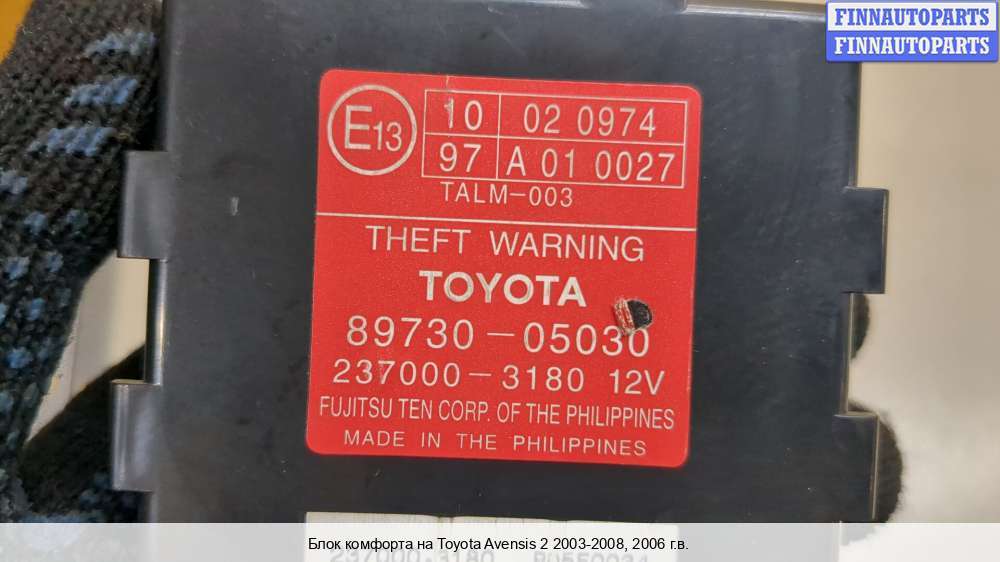 FINNAUTOPARTS
FINNAUTOPARTS
E13
10 02 0974
97 A 01 0027
TALM-003
THEFT WARNING
TOYOTA
89730-05030
237000-3180 12V
FUJITSU TEN CORP. OF THE PHILIPPINES
MADE IN THE PHILIPPINES
Блок комфорта на Toyota Avensis 2 2003-2008, 2006 г.в.
237000-3180